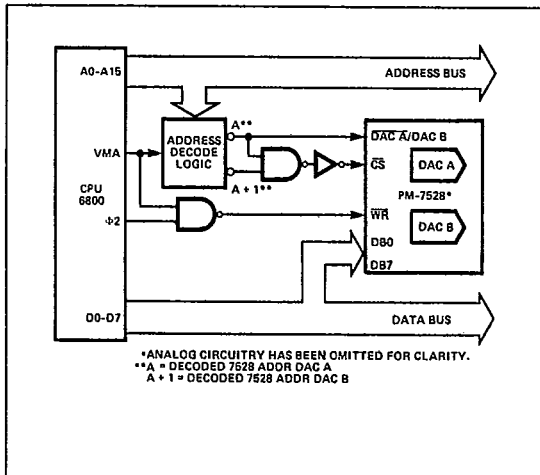 A0-A15
ADDRESS BUS
A**
VMA
ADDRESS
DECODE
LOGIC
A + 1**
CPU
6800
Φ2
D0-D7
DAC A/DAC B
CS
DAC A
PM-7528*
WR
DAC B
DB0
DB7
DATA BUS
*ANALOG CIRCUITRY HAS BEEN OMITTED FOR CLARITY.
**A = DECODED 7628 ADDR DAC A
A + 1 = DECODED 7528 ADDR DAC B